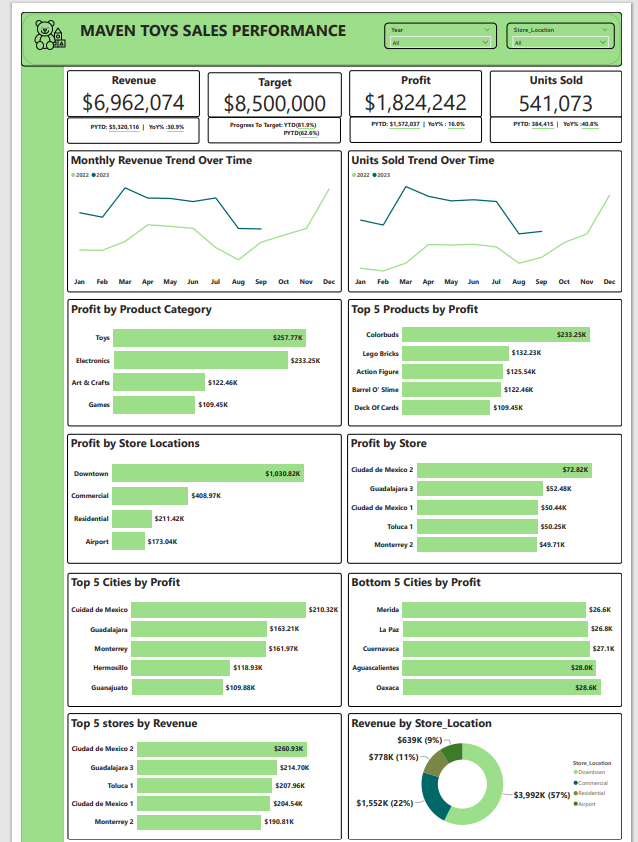 MAVEN TOYS SALES PERFORMANCE
Year
All
Store_Location
All
Revenue
$6,962,074
PYTD: $5,320,116 | YoY% :30.9%
Target
$8,500,000
Progress To Target: YTD(81.9%)
PYTD(62.6%)
Profit
$1,824,242
PYTD: $1,572,037 | YoY% : 16.0%
Units Sold
541,073
PYTD: 384,415 | YoY% :40.8%
Monthly Revenue Trend Over Time
2022 2023
Jan Feb Mar Apr May Jun Jul Aug Sep Oct Nov Dec
Units Sold Trend Over Time
2022 2023
Jan Feb Mar Apr May Jun Jul Aug Sep Oct Nov Dec
Profit by Product Category
Toys $257.77K
Electronics $233.25K
Art & Crafts $122.46K
Games $109.45K
Top 5 Products by Profit
Colorbuds $233.25K
Lego Bricks $132.23K
Action Figure $125.54K
Barrel O' Slime $122.46K
Deck Of Cards $109.45K
Profit by Store Locations
Downtown $1,030.82K
Commercial $408.97K
Residential $211.42K
Airport $173.04K
Profit by Store
Ciudad de Mexico 2 $72.82K
Guadalajara 3 $52.48K
Ciudad de Mexico 1 $50.44K
Toluca 1 $50.25K
Monterrey 2 $49.71K
Top 5 Cities by Profit
Cuidad de Mexico $210.32K
Guadalajara $163.21K
Monterrey $161.97K
Hermosillo $118.93K
Guanajuato $109.88K
Bottom 5 Cities by Profit
Merida $26.6K
La Paz $26.8K
Cuernavaca $27.1K
Aguascalientes $28.0K
Oaxaca $28.6K
Top 5 stores by Revenue
Ciudad de Mexico 2 $260.93K
Guadalajara 3 $214.70K
Toluca 1 $207.96K
Ciudad de Mexico 1 $204.54K
Monterrey 2 $190.81K
Revenue by Store_Location
$639K (9%)
$778K (11%)
$1,552K (22%)
$3,992K (57%)
Store_Location
Downtown
Commercial
Residential
Airport